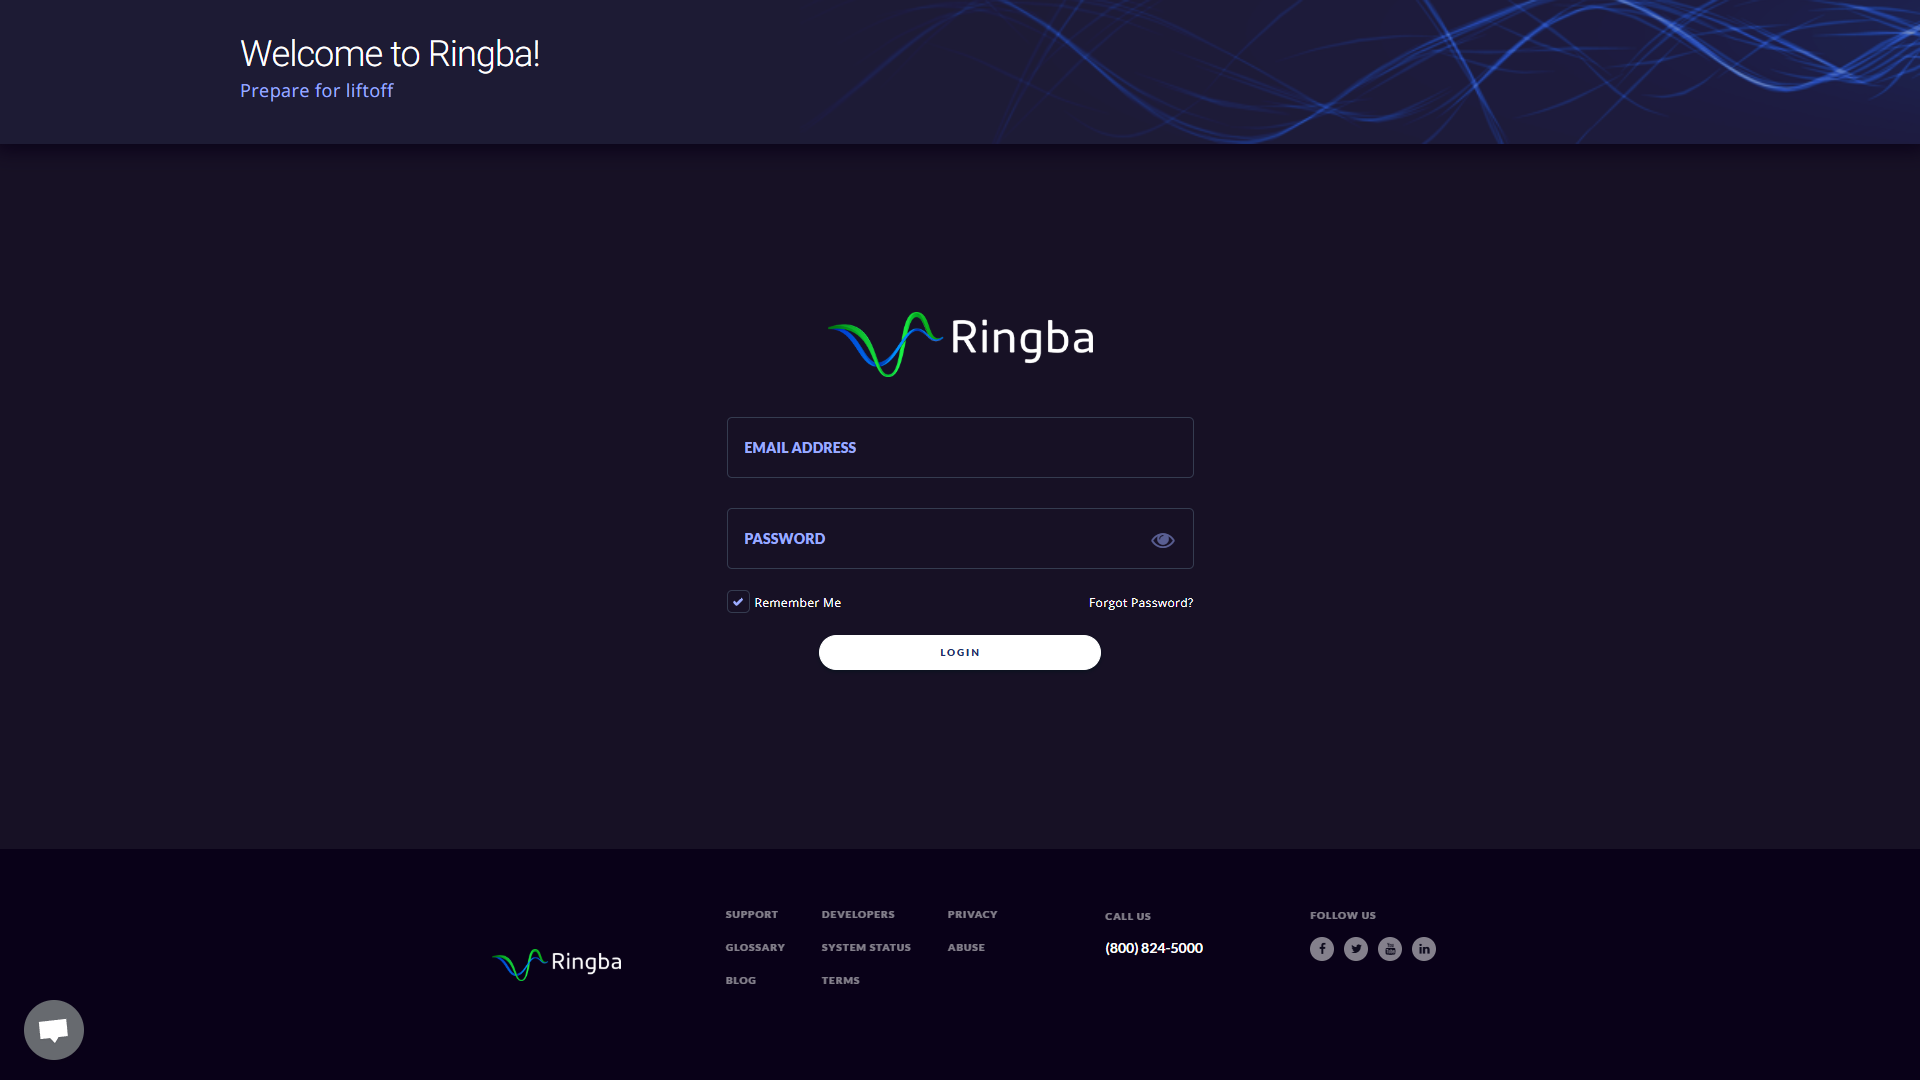 Welcome to Ringba!
Prepare for liftoff
Ringba
EMAIL ADDRESS
PASSWORD
Remember Me
Forgot Password?
LOGIN
Ringba
SUPPORT
GLOSSARY
BLOG
DEVELOPERS
SYSTEM STATUS
TERMS
PRIVACY
ABUSE
CALL US
(800) 824-5000
FOLLOW US